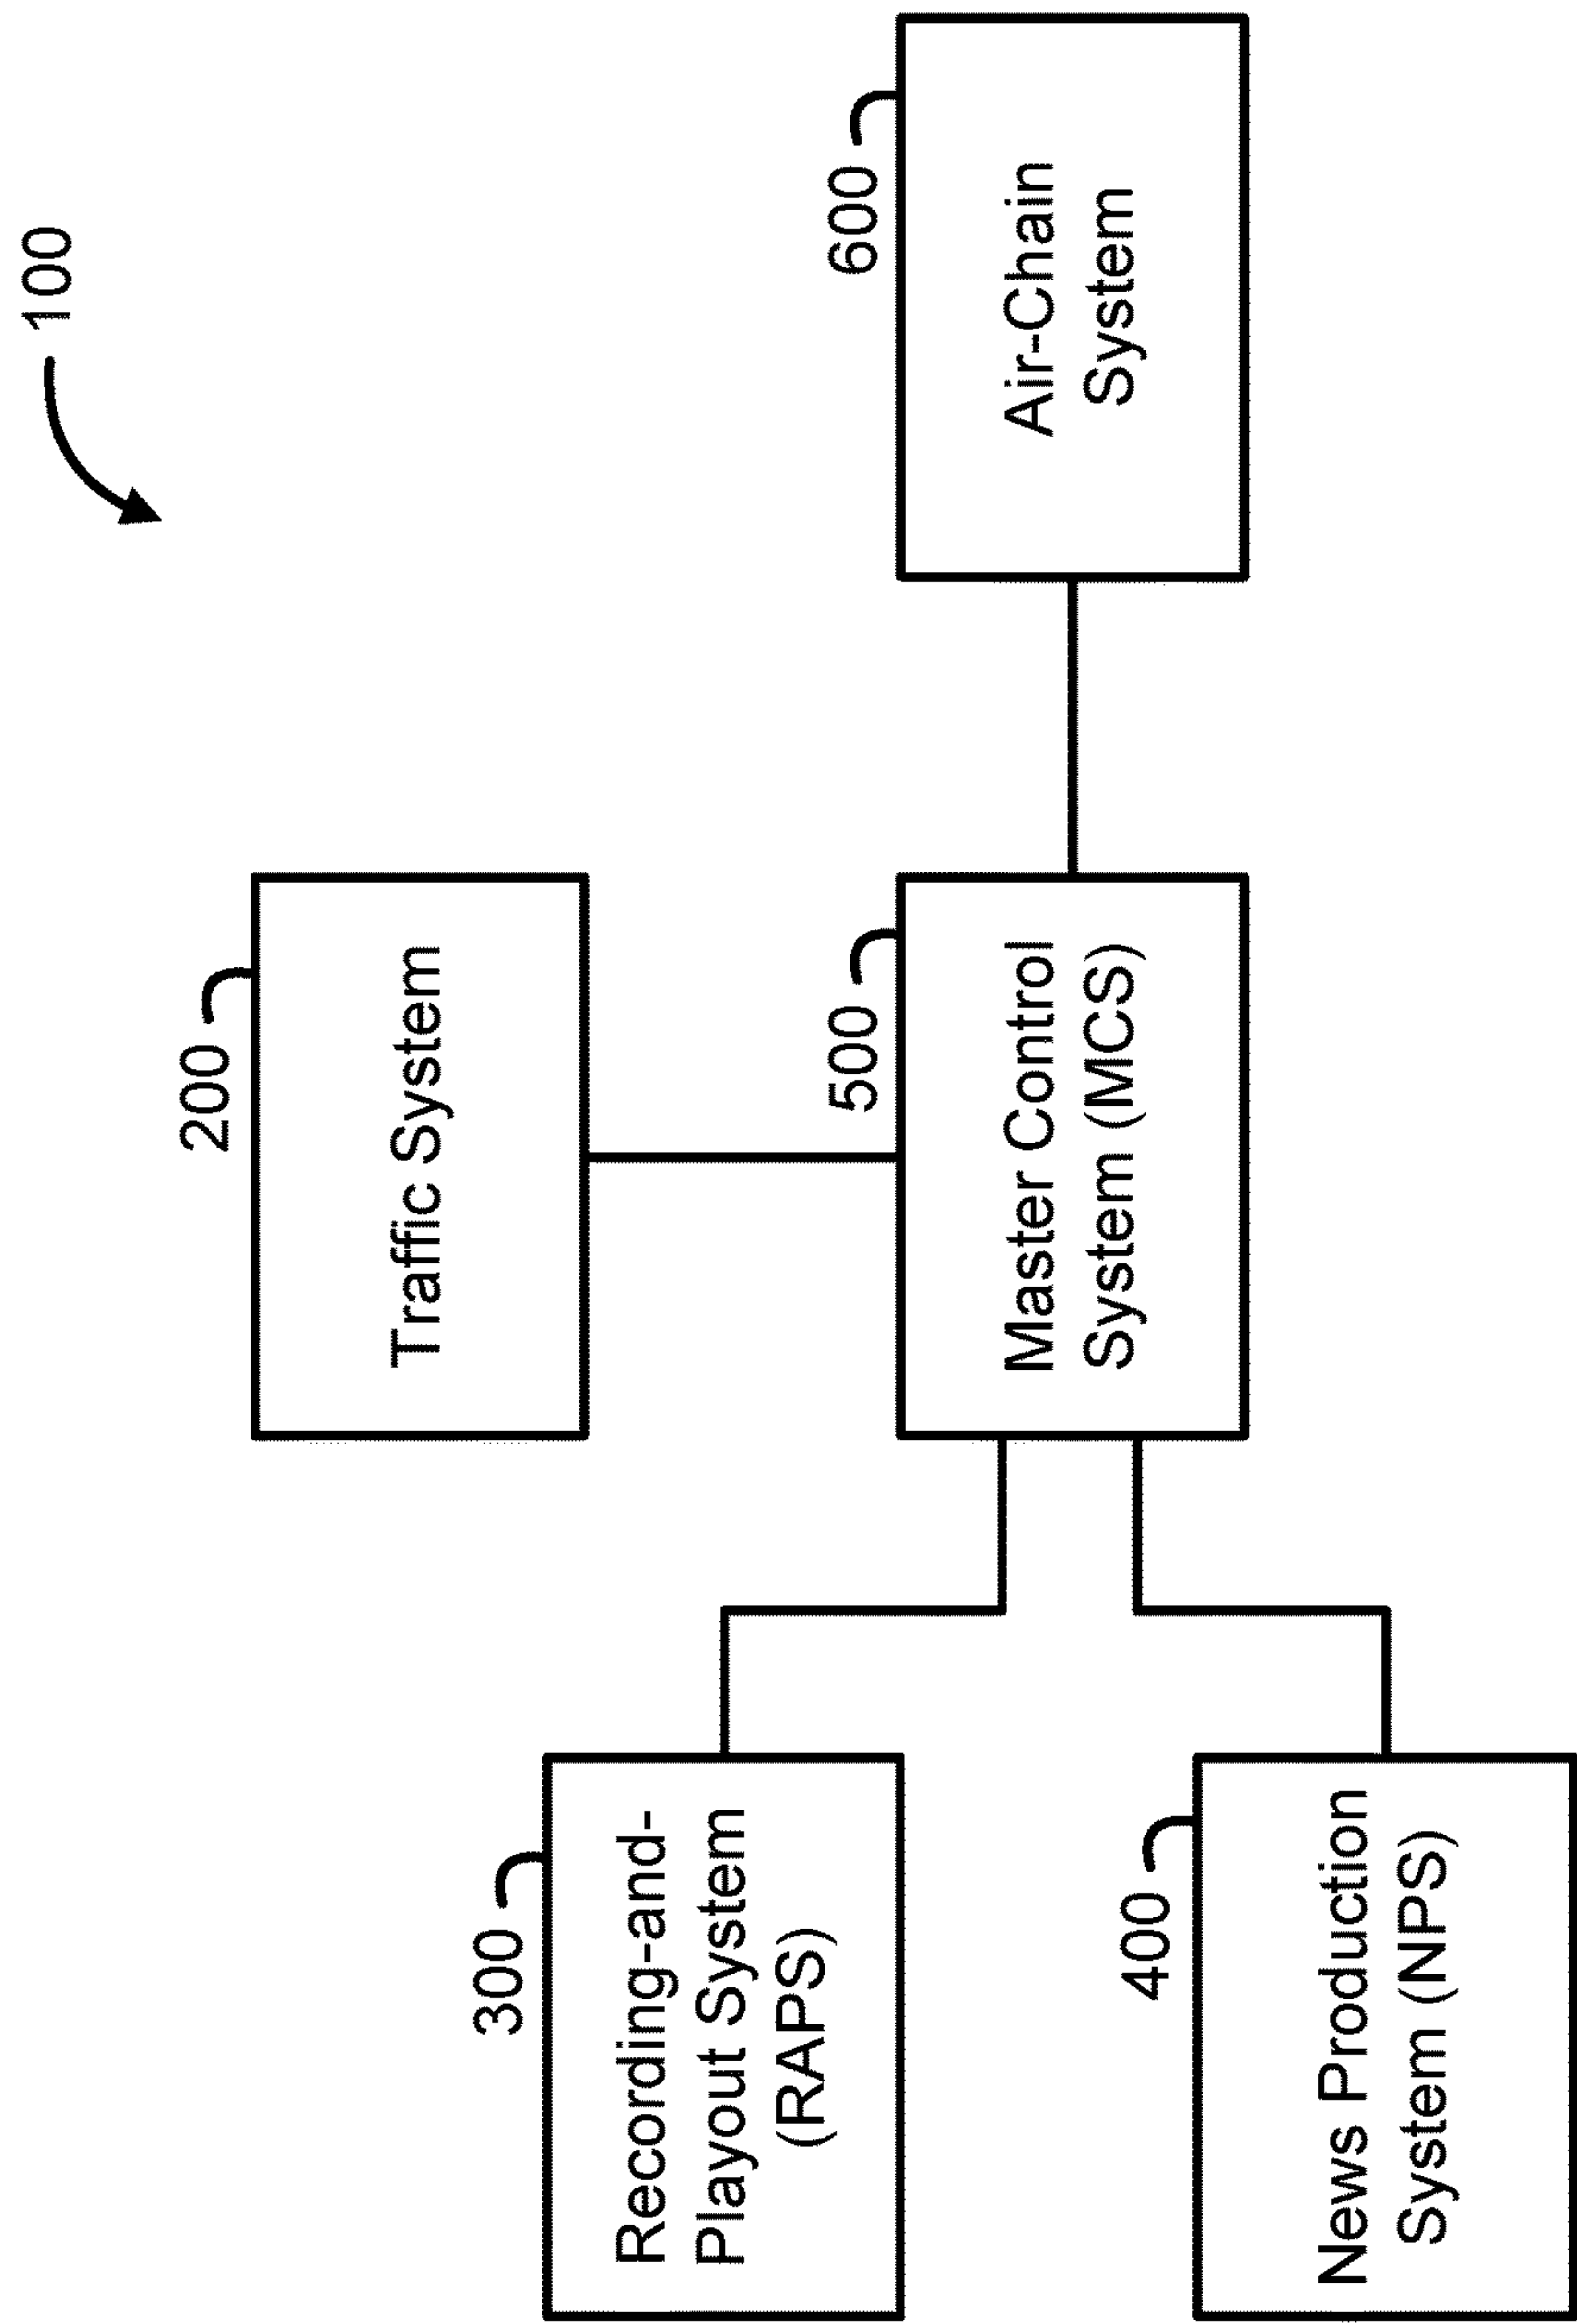 100
200
Traffic System
300
Recording-and-
Playout System
(RAPS)
500
Master Control
System (MCS)
600
Air-Chain
System
400
News Production
System (NPS)